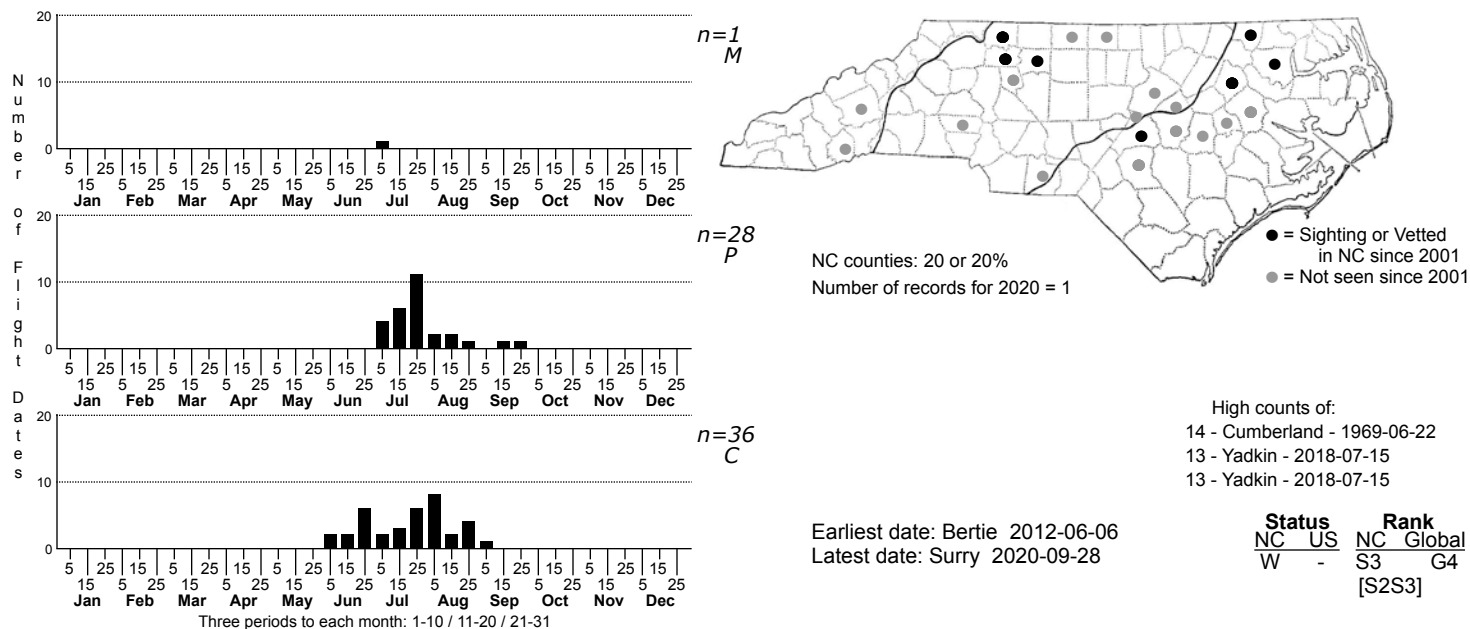 Number of Flight Dates
20
10
0
n=1
M
5 15 25 5 15 25 5 15 25 5 15 25 5 15 25 5 15 25 5 15 25 5 15 25 5 15 25 5 15 25 5 15 25 5 15 25
Jan Feb Mar Apr May Jun Jul Aug Sep Oct Nov Dec
20
10
0
n=28
P
5 15 25 5 15 25 5 15 25 5 15 25 5 15 25 5 15 25 5 15 25 5 15 25 5 15 25 5 15 25 5 15 25 5 15 25
Jan Feb Mar Apr May Jun Jul Aug Sep Oct Nov Dec
20
10
0
n=36
C
5 15 25 5 15 25 5 15 25 5 15 25 5 15 25 5 15 25 5 15 25 5 15 25 5 15 25 5 15 25 5 15 25 5 15 25
Jan Feb Mar Apr May Jun Jul Aug Sep Oct Nov Dec
Three periods to each month: 1-10 / 11-20 / 21-31
NC counties: 20 or 20%
Number of records for 2020 = 1
= Sighting or Vetted
in NC since 2001
= Not seen since 2001
High counts of:
14 - Cumberland - 1969-06-22
13 - Yadkin - 2018-07-15
13 - Yadkin - 2018-07-15
Earliest date: Bertie 2012-06-06
Latest date: Surry 2020-09-28
Status Rank
NC US NC Global
W - S3 G4
[S2S3]